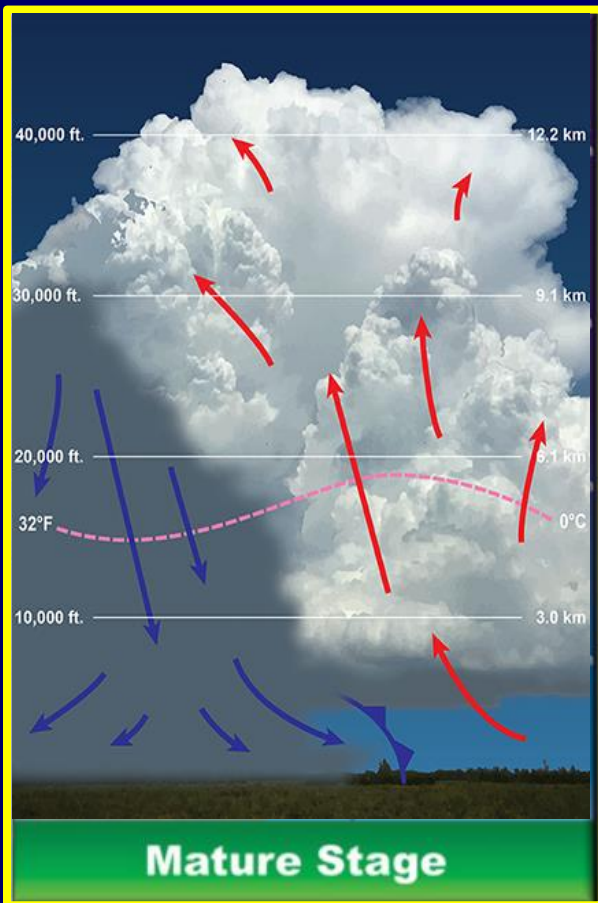 40,000 ft. 12.2 km
30,000 ft. 9.1 km
20,000 ft. 6.1 km
32°F 0°C
10,000 ft. 3.0 km
Mature Stage